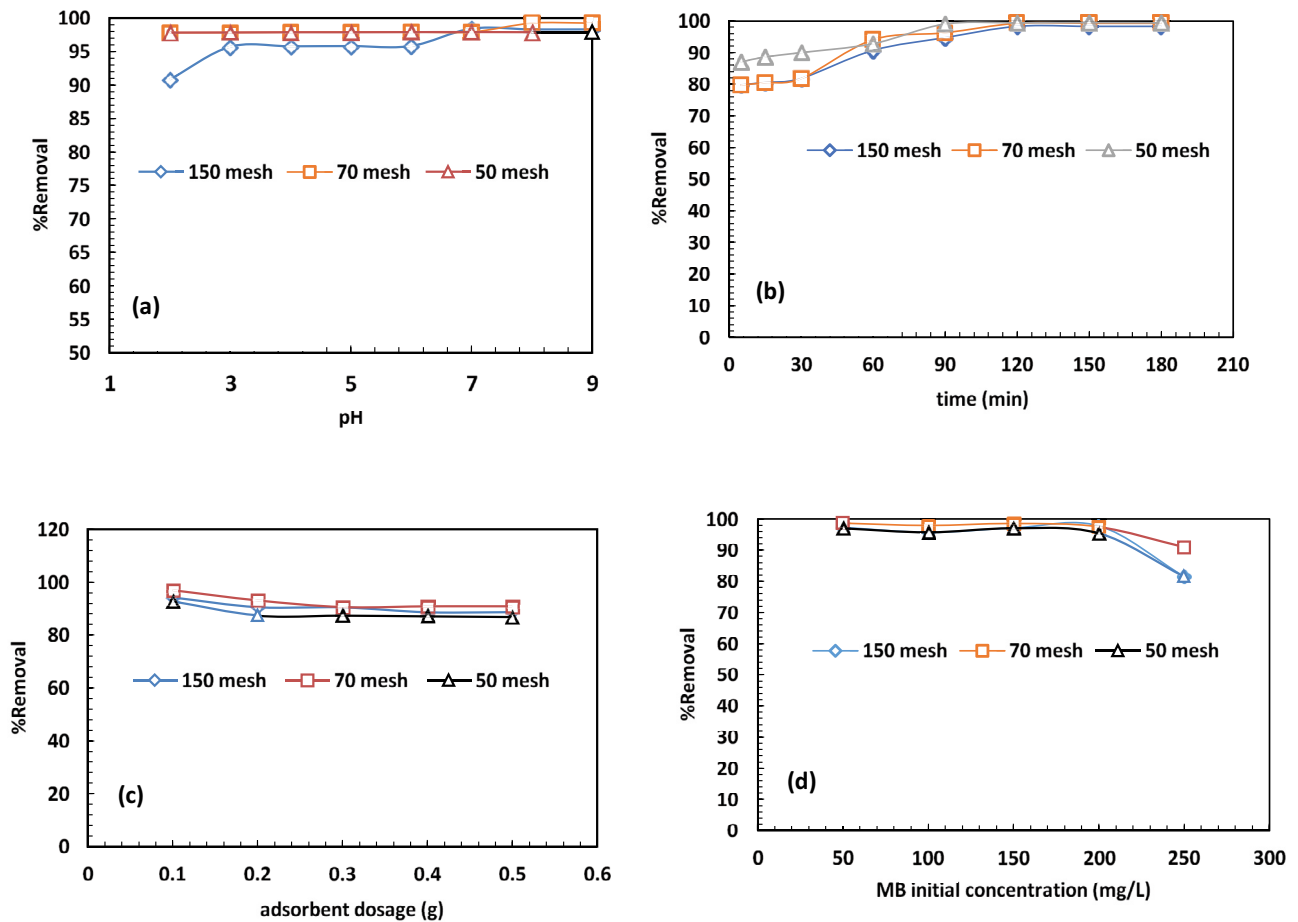 100
95
90
85
80
75
70
65
60
55
50
%Removal
150 mesh 70 mesh 50 mesh
(a)
1 3 5 7 9
pH
100
90
80
70
60
50
40
30
20
10
0
%Removal
150 mesh 70 mesh 50 mesh
(b)
0 30 60 90 120 150 180 210
time (min)
120
100
80
60
40
20
0
%Removal
150 mesh 70 mesh 50 mesh
(c)
0 0.1 0.2 0.3 0.4 0.5 0.6
adsorbent dosage (g)
100
90
80
70
60
50
40
30
20
10
0
%Removal
150 mesh 70 mesh 50 mesh
(d)
0 50 100 150 200 250 300
MB initial concentration (mg/L)